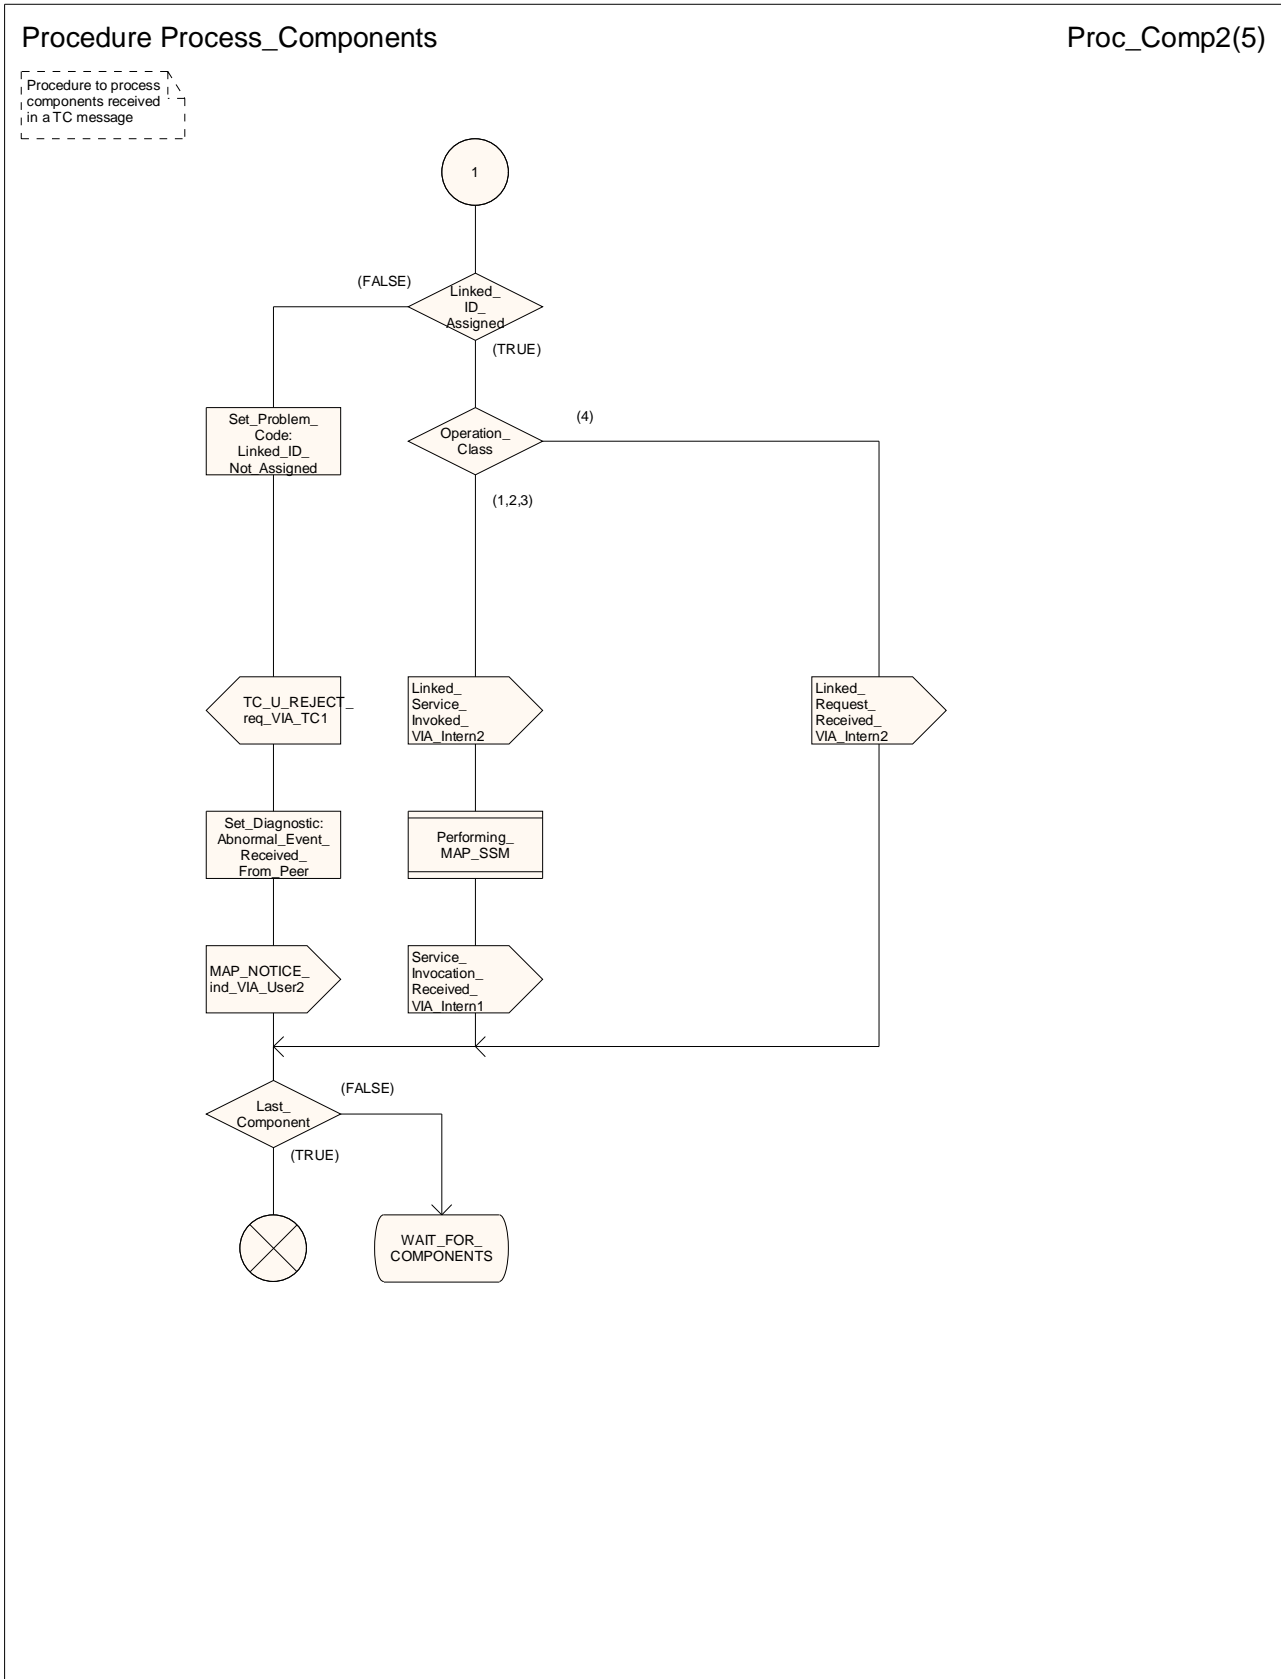 Procedure Process_Components
Proc_Comp2(5)
Procedure to process
components received
in a TC message
1
(FALSE)
Linked_
ID_
Assigned
(TRUE)
Set_Problem_
Code:
Linked_ID_
Not_Assigned
Operation_
Class
(4)
(1,2,3)
TC_U_REJECT_
req_VIA_TC1
Linked_
Service_
Invoked_
VIA_Intern2
Linked_
Request_
Received_
VIA_Intern2
Set_Diagnostic:
Abnormal_Event_
Received_
From_Peer
Performing_
MAP_SSM
MAP_NOTICE_
ind_VIA_User2
Service_
Invocation_
Received_
VIA_Intern1
(FALSE)
Last_
Component
(TRUE)
WAIT_FOR_
COMPONENTS